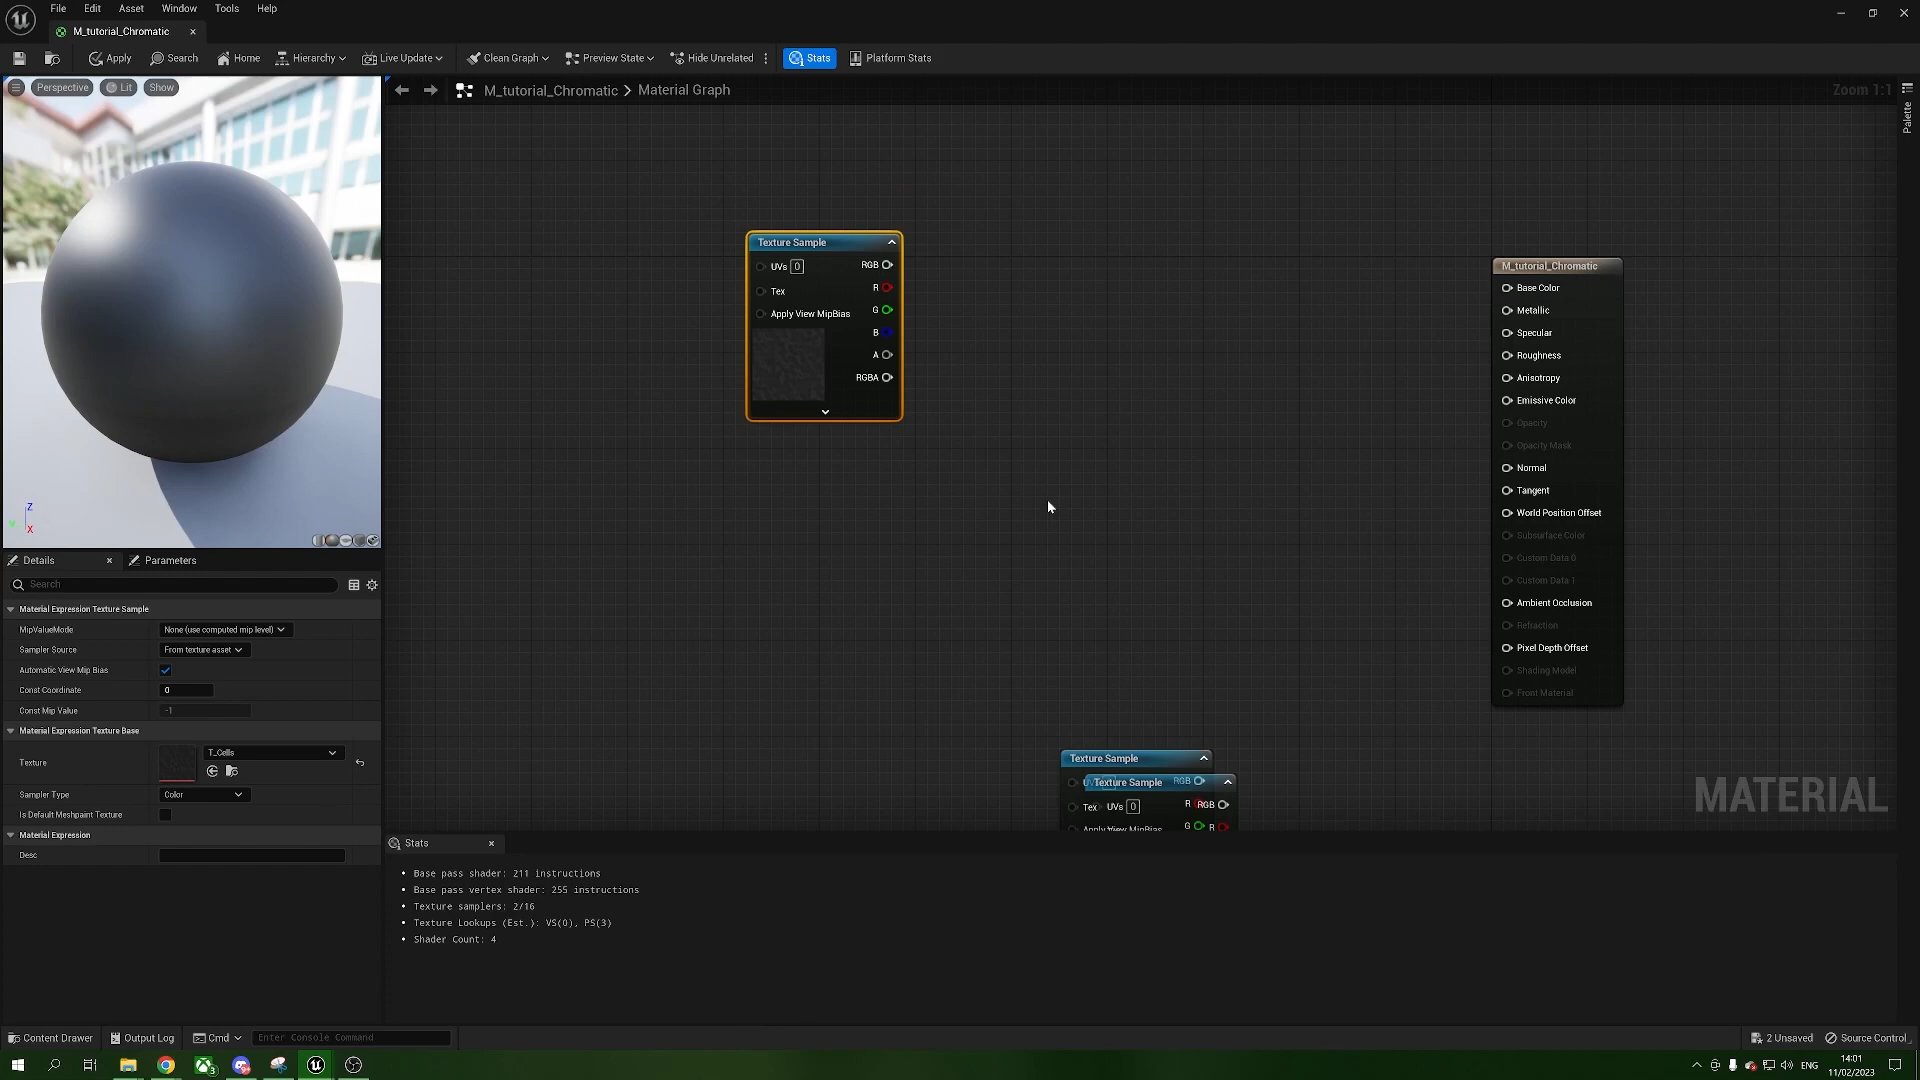 File Edit Asset Window Tools Help
M_tutorial_Chromatic
Apply Search Home Hierarchy Live Update Clean Graph Preview State Hide Unrelated Stats Platform Stats
Perspective Lit Show
M_tutorial_Chromatic > Material Graph
Zoom 1:1
Palette
Texture Sample
UVs 0 RGB
R
Tex
G
Apply View MipBias
B
A
RGBA
M_tutorial_Chromatic
Base Color
Metallic
Specular
Roughness
Anisotropy
Emissive Color
Opacity
Opacity Mask
Normal
Tangent
World Position Offset
Subsurface Color
Custom Data 0
Custom Data 1
Ambient Occlusion
Refraction
Pixel Depth Offset
Shading Model
Front Material
Z
X
Details Parameters
Search
Material Expression Texture Sample
MipValueMode None (use computed mip level)
Sampler Source From texture asset
Automatic View Mip Bias
Const Coordinate 0
Const Mip Value -1
Material Expression Texture Base
Texture T_Cells
Sampler Type Color
Is Default Meshpaint Texture
Material Expression
Desc
Texture Sample
Texture Sample RGB
Tex UVs 0 R RGB
G R
MATERIAL
Stats
Base pass shader: 211 instructions
Base pass vertex shader: 255 instructions
Texture samplers: 2/16
Texture Lookups (Est.): VS(0), PS(3)
Shader Count: 4
Content Drawer Output Log Cmd Enter Console Command 2 Unsaved Source Control
ENG
14:01
11/02/2023